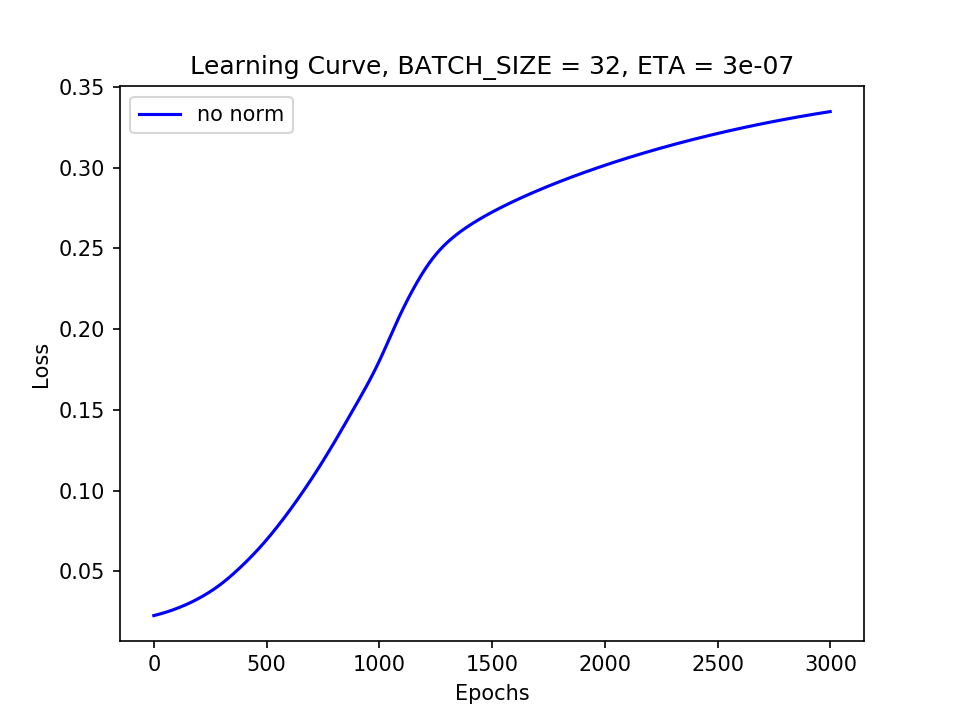 Learning Curve, BATCH_SIZE = 32, ETA = 3e-07
no norm
0.35
0.30
0.25
0.20
0.15
0.10
0.05
Loss
0 500 1000 1500 2000 2500 3000
Epochs